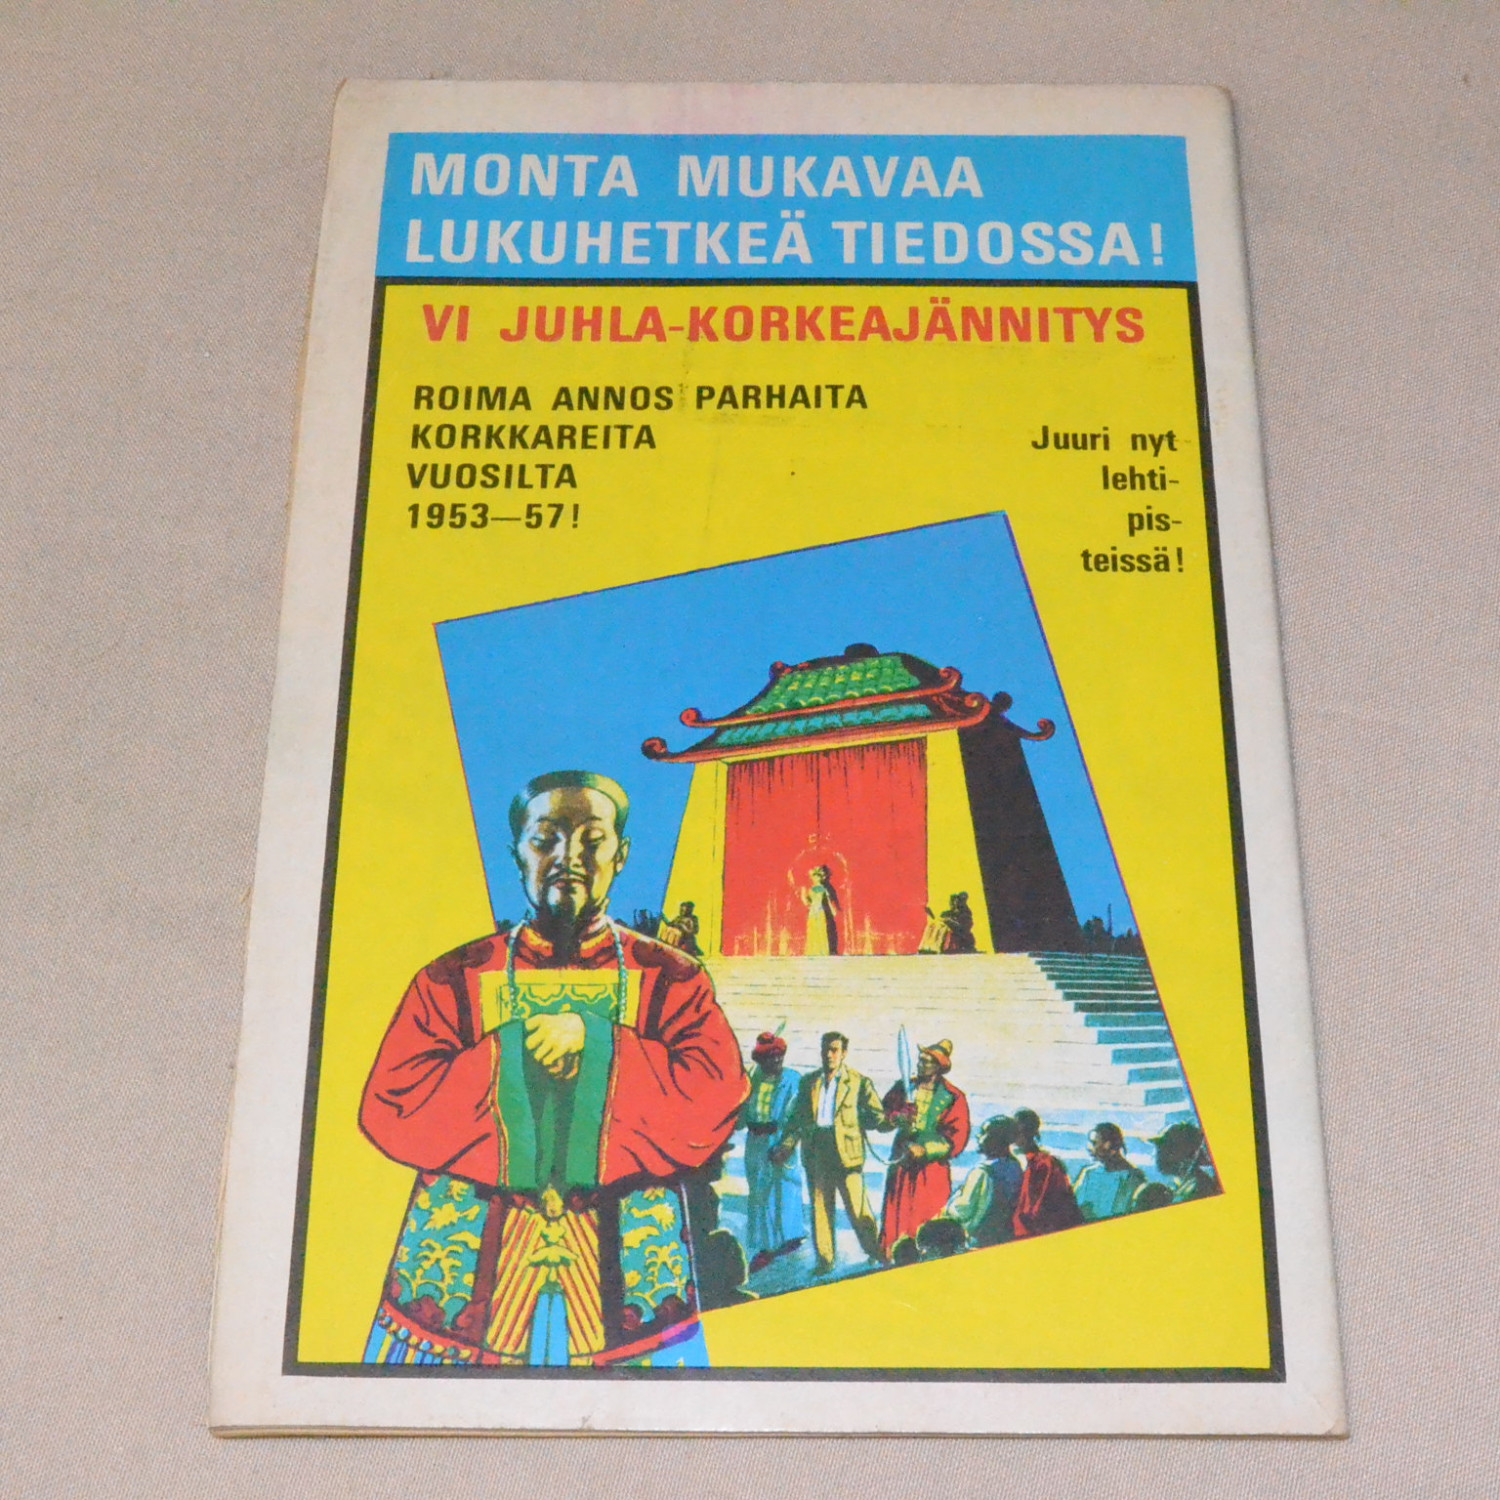 MONTA MUKAVAA
LUKUHETKEÄ TIEDOSSA!
VI JUHLA-KORKEAJÄNNITYS
ROIMA ANNOS PARHAITA
KORKKAREITA
VUOSILTA
1953—57!
Juuri nyt
lehti-
pis-
teissä!